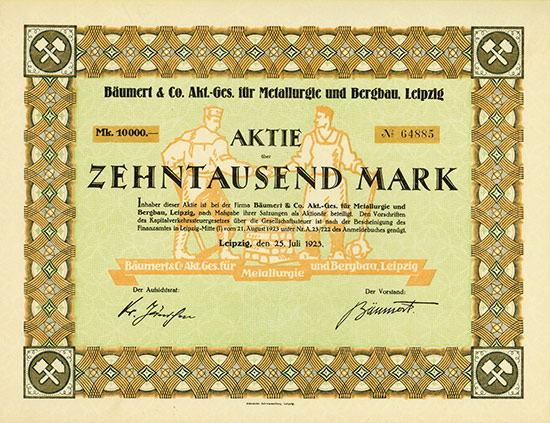 Bäumert & Co. Akt.-Ges. für Metallurgie und Bergbau, Leipzig
Mk. 10000.—
AKTIE
№ 64885
über
ZEHNTAUSEND MARK
Inhaber dieser Aktie ist bei der Firma Bäumert & Co. Akt.-Ges. für Metallurgie und
Bergbau, Leipzig, nach Maßgabe ihrer Satzungen als Aktionär beteiligt. Den Vorschriften
des Kapitalverkehrssteuergesetzes über die Gesellschaftssteuer ist nach der Bescheinigung des
Finanzamtes in Leipzig-Mitte (I) vom 21. August 1923 unter Nr. A. 23/722 des Anmeldebuches genügt.
Leipzig, den 25. Juli 1923.
Bäumert & Co. Akt. Ges. für Metallurgie und Bergbau, Leipzig
Der Aufsichtsrat:
Der Vorstand:
Bäumert.